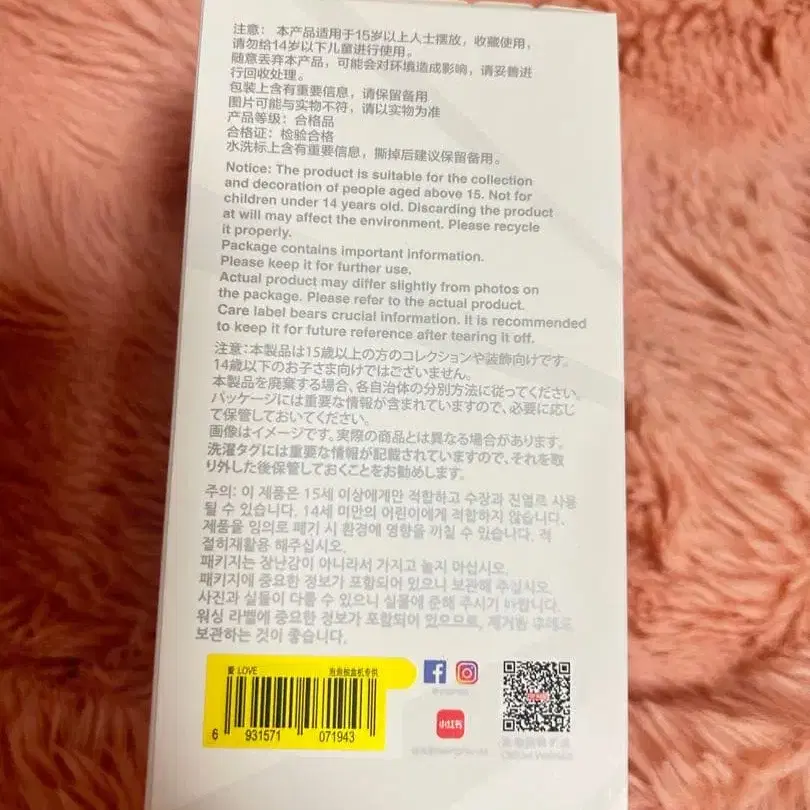 注意：本产品适用于15岁以上人士摆放，收藏使用，
请勿给14岁以下儿童进行使用。
随意丢弃本产品，可能会对环境造成影响，请妥善进
行回收处理。
包装上含有重要信息，请保留备用
图片可能与实物不符，请以实物为准
产品等级：合格品
合格证：检验合格
水洗标上含有重要信息，撕掉后建议保留备用。
Notice: The product is suitable for the collection
and decoration of people aged above 15. Not for
children under 14 years old. Discarding the product
at will may affect the environment. Please recycle
it properly.
Package contains important information.
Please keep it for further use.
Actual product may differ slightly from photos on
the package. Please refer to the actual product.
Care label bears crucial information. It is recommended
to keep it for future reference after tearing it off.
注意：本製品は15歳以上の方のコレクションや装飾向けです。
14歳以下のお子さま向けではございません。
本製品を廃棄する場合、各自治体の分別方法に従ってください。
パッケージには重要な情報が含まれていますので、必要に応じ
て保管しておいてください。
画像はイメージです。実際の商品とは異なる場合があります。
洗濯タグには重要な情報が記載されていますので、それを取
り外した後保管しておくことをお勧めします。
주의: 이 제품은 15세 이상에게만 적합하고 수장과 진열르 사용
될 수 있습니다. 14세 미만의 어린이에게 적합하지 않습니다.
제품을 임의로 폐기 시 환경에 영향을 끼칠 수 있습니다. 적
절히재활용 해주십시오.
패키지는 장난감이 아니라서 가지고 놀지 마십시오.
패키지에 중요한 정보가 포함되어 있으니 보관해 주십시오.
사진과 실물이 다를 수 있으니 실물에 준해 주시기 바랍니다.
워싱 라벨에 중요한 정보가 포함되어 있으므로, 제거된 후에도
보관하는 것이 좋습니다.
爱 LOVE 泡泡抽盒机专供
6 931571 071943
小红书